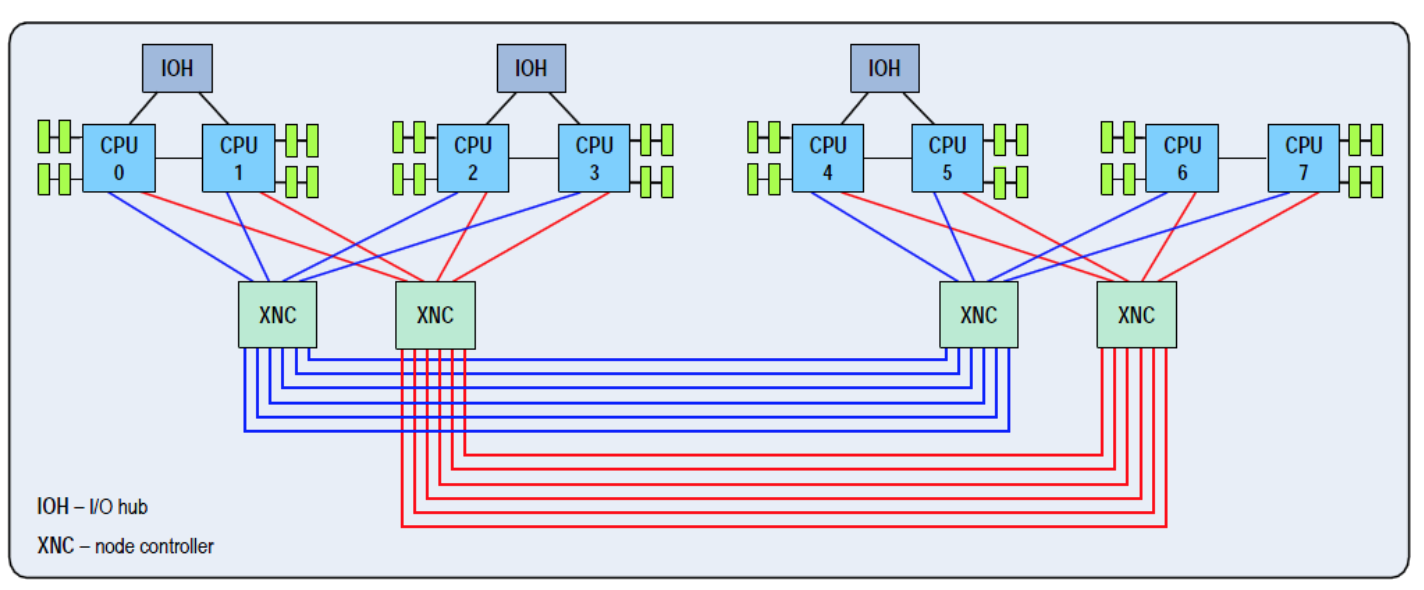 IOH
IOH
IOH
CPU
0
CPU
1
CPU
2
CPU
3
CPU
4
CPU
5
CPU
6
CPU
7
XNC
XNC
XNC
XNC
IOH – I/O hub
XNC – node controller